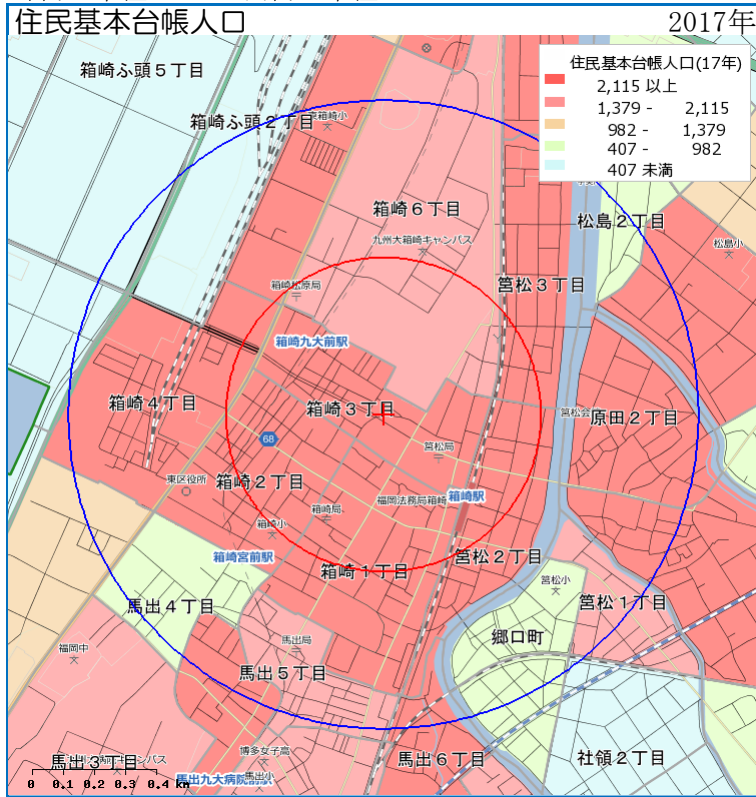 住民基本台帳人口
2017年
住民基本台帳人口(17年)
2,115 以上
1,379 - 2,115
982 - 1,379
407 - 982
407 未満
箱崎ふ頭5丁目
箱崎ふ頭2丁目
箱崎6丁目
九州大箱崎キャンパス
松島2丁目
松島小
箱崎松原局
筥松3丁目
箱崎九大前駅
箱崎4丁目
箱崎3丁目
原田2丁目
68
筥松局
東区役所
箱崎2丁目
箱崎局
福岡法務局箱崎
箱崎駅
箱崎小
箱崎宮前駅
箱崎1丁目
筥松2丁目
筥松小
馬出4丁目
筥松1丁目
福岡中
馬出局
郷口町
馬出5丁目
博多女子高
馬出3丁目
馬出6丁目
社領2丁目
馬出九大病院前駅
馬出小
0 0.1 0.2 0.3 0.4 km